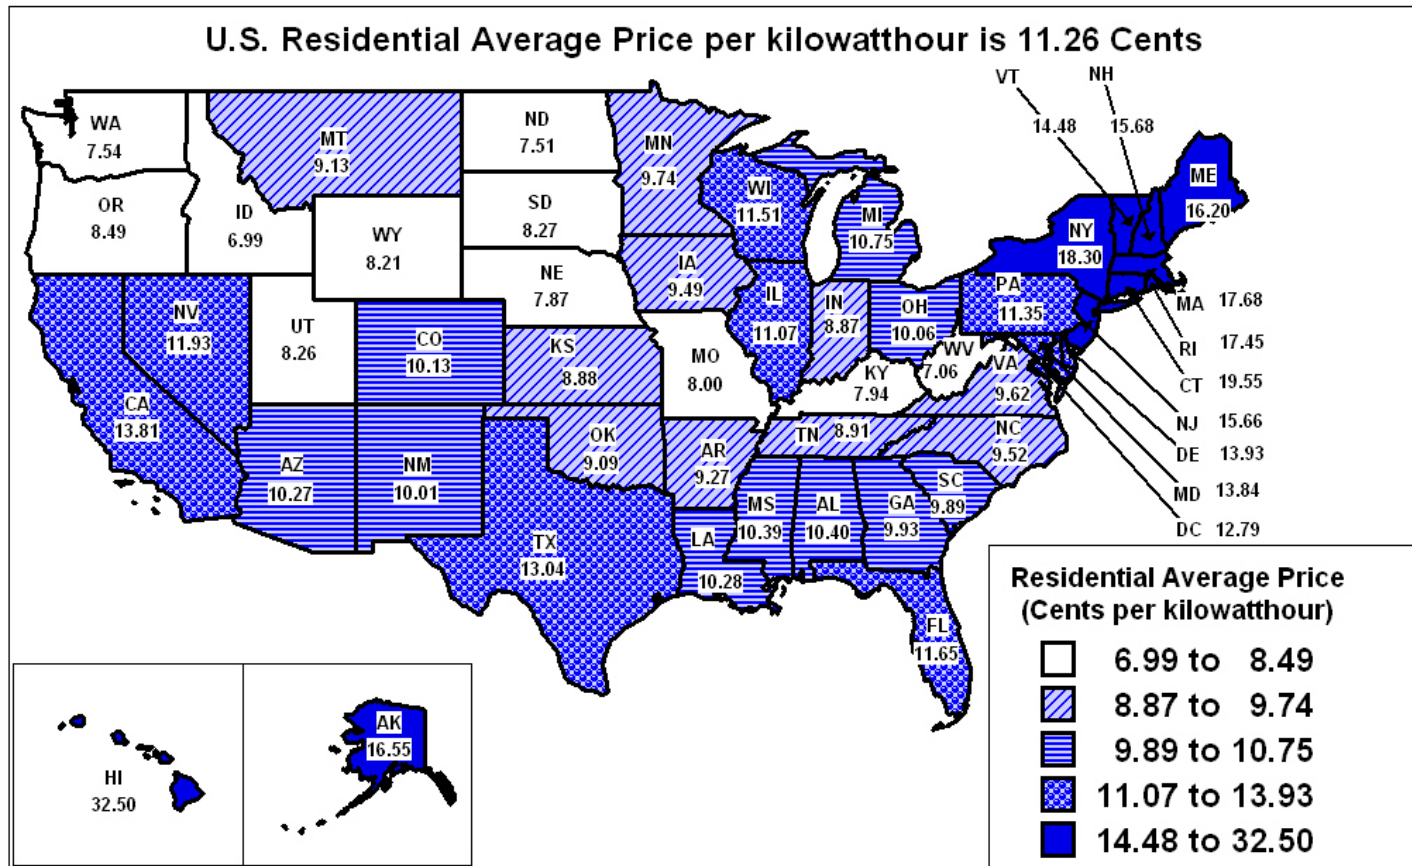 U.S. Residential Average Price per kilowatthour is 11.26 Cents
VT
NH
14.48
15.68
WA
7.54
MT
9.13
ND
7.51
MN
9.74
ME
16.20
OR
8.49
ID
6.99
WY
8.21
SD
8.27
WI
11.51
MI
10.75
NY
18.30
NE
7.87
IA
9.49
NV
11.93
UT
8.26
CO
10.13
KS
8.88
MO
8.00
IL
11.07
IN
8.87
OH
10.06
PA
11.35
WV
7.06
KY
7.94
VA
9.62
MA 17.68
RI 17.45
CT 19.55
NJ 15.66
DE 13.93
MD 13.84
DC 12.79
CA
13.81
AZ
10.27
NM
10.01
OK
9.09
AR
9.27
TN 8.91
NC
9.52
SC
9.89
MS
10.39
AL
10.40
GA
9.93
LA
10.28
TX
13.04
FL
11.65
HI
32.50
AK
16.55
Residential Average Price
(Cents per kilowatthour)
6.99 to 8.49
8.87 to 9.74
9.89 to 10.75
11.07 to 13.93
14.48 to 32.50